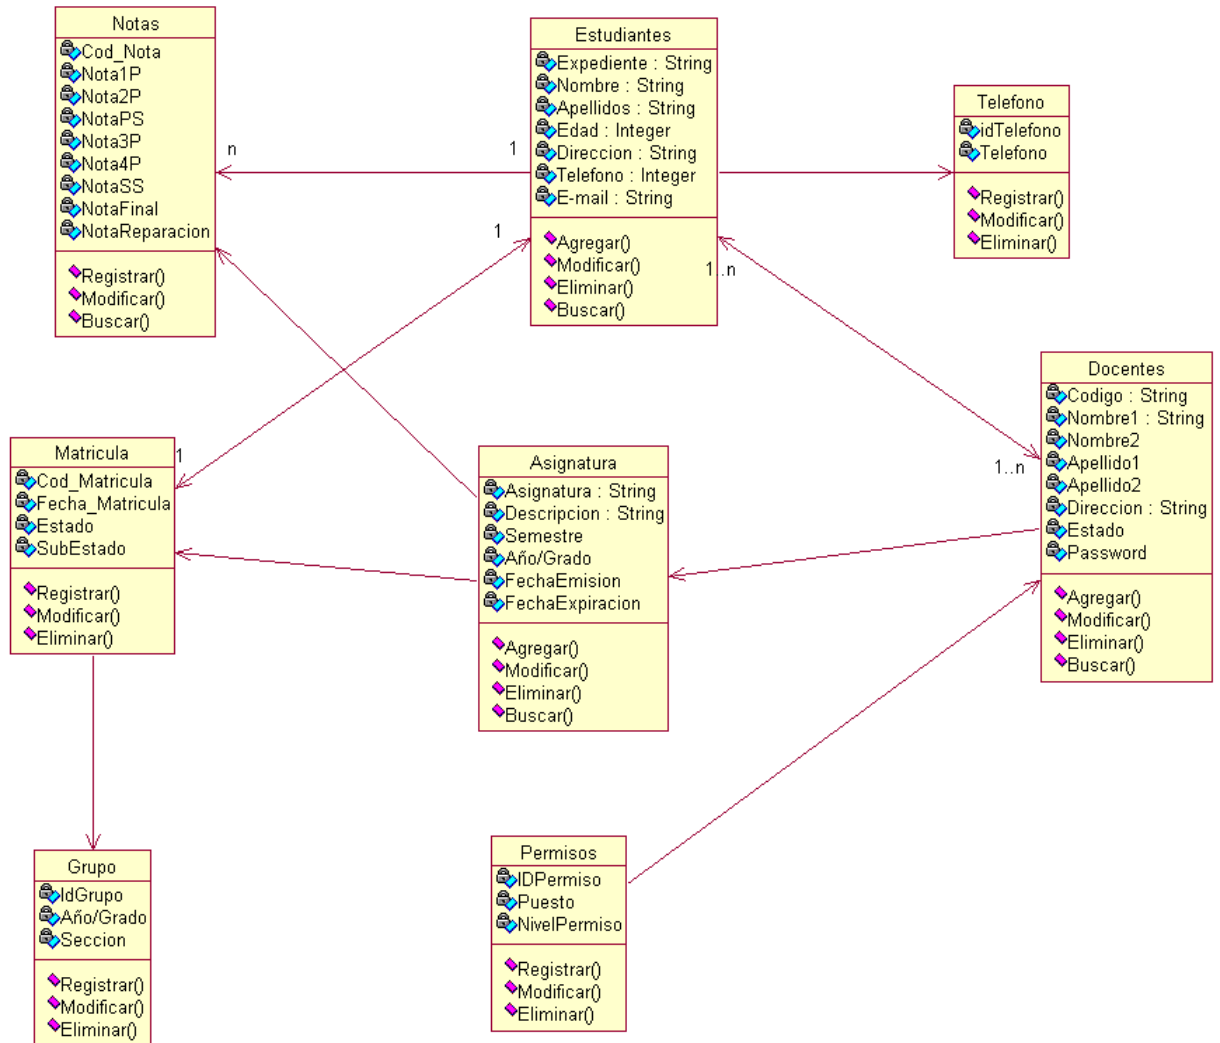 Notas
Cod_Nota
Nota1P
Nota2P
NotaPS
Nota3P
Nota4P
NotaSS
NotaFinal
NotaReparacion
Registrar()
Modificar()
Buscar()
n
1
Estudiantes
Expediente : String
Nombre : String
Apellidos : String
Edad : Integer
Direccion : String
Telefono : Integer
E-mail : String
Agregar()
Modificar()
Eliminar()
Buscar()
1
1..n
Telefono
idTelefono
Telefono
Registrar()
Modificar()
Eliminar()
Docentes
Codigo : String
Nombre1 : String
Nombre2
Apellido1
Apellido2
Direccion : String
Estado
Password
Agregar()
Modificar()
Eliminar()
Buscar()
1..n
Matricula
Cod_Matricula
Fecha_Matricula
Estado
SubEstado
Registrar()
Modificar()
Eliminar()
1
Asignatura
Asignatura : String
Descripcion : String
Semestre
Año/Grado
FechaEmision
FechaExpiracion
Agregar()
Modificar()
Eliminar()
Buscar()
Grupo
IdGrupo
Año/Grado
Seccion
Registrar()
Modificar()
Eliminar()
Permisos
IDPermiso
Puesto
NivelPermiso
Registrar()
Modificar()
Eliminar()